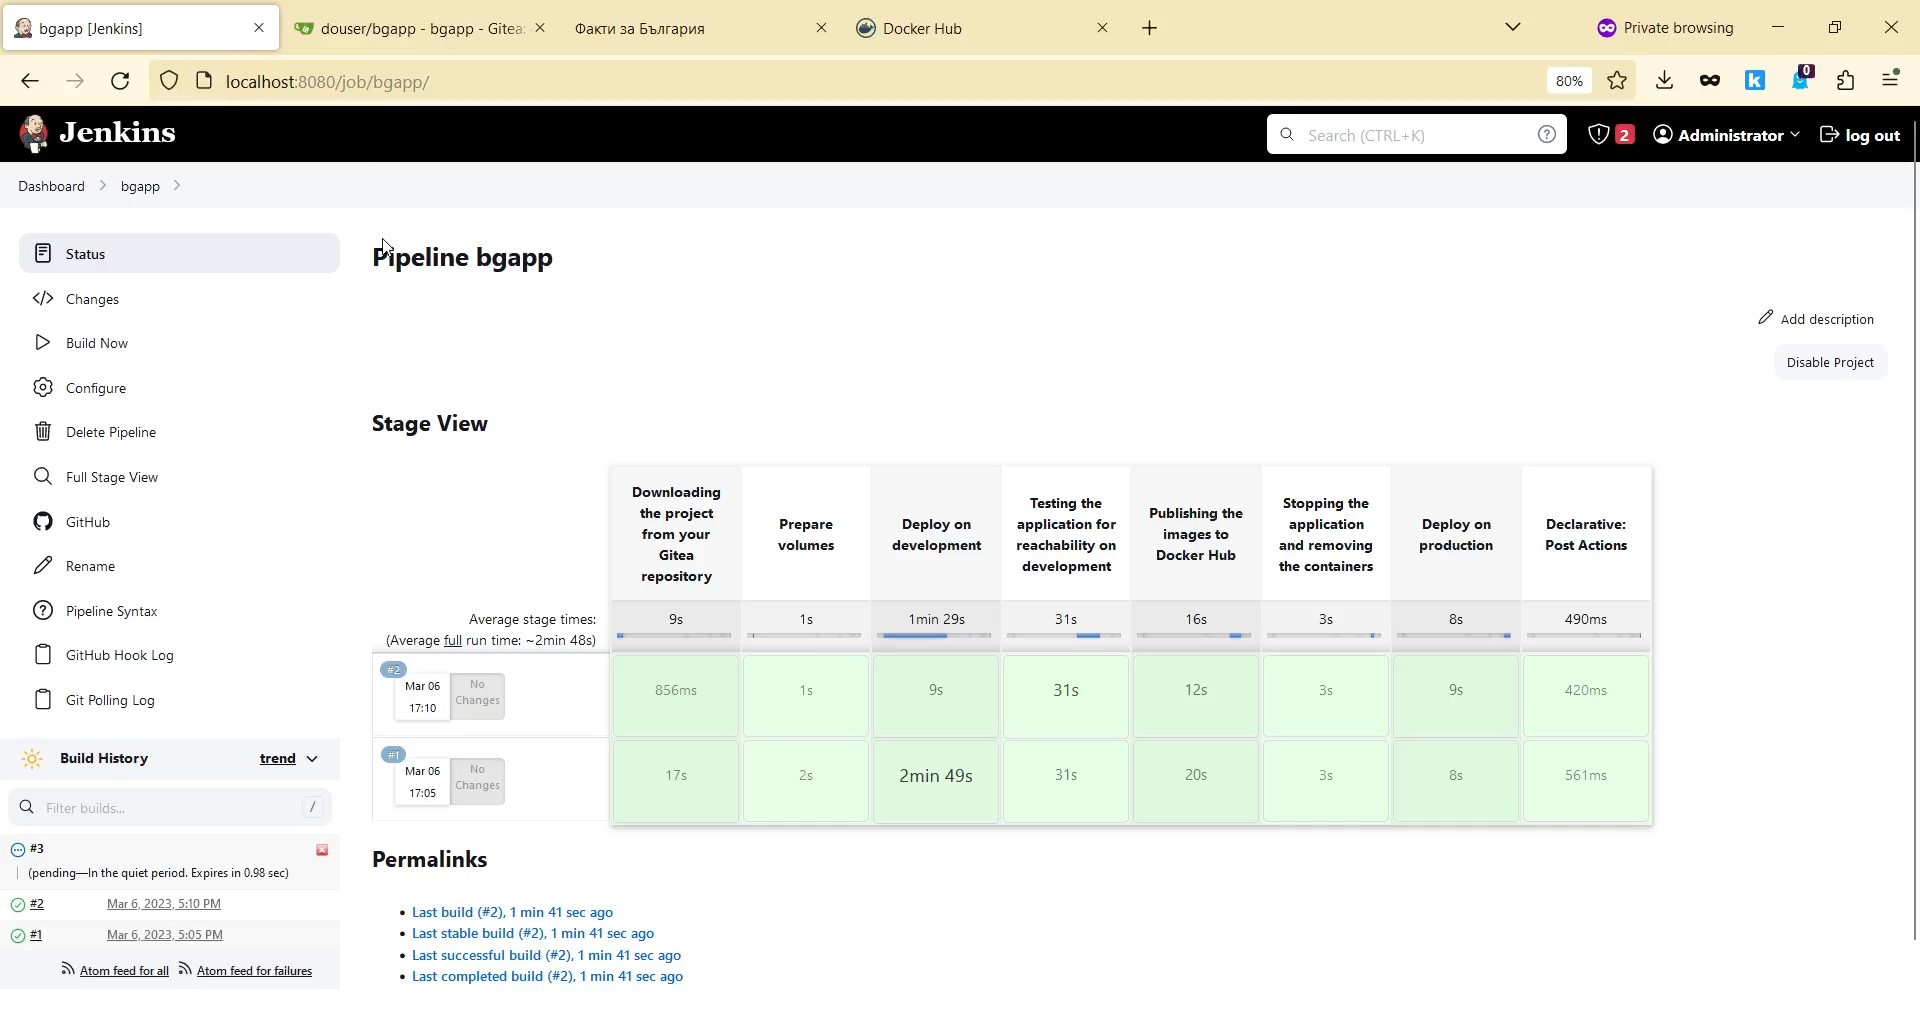 bgapp [Jenkins]
douser/bgapp - bgapp - Gitea:
Факти за България
Docker Hub
Private browsing
localhost:8080/job/bgapp/
80%
k
0
Jenkins
Search (CTRL+K)
2
Administrator
log out
Dashboard
bgapp
Status
Changes
Build Now
Configure
Delete Pipeline
Full Stage View
GitHub
Rename
Pipeline Syntax
GitHub Hook Log
Git Polling Log
Build History
trend
Filter builds...
/
#3
(pending—In the quiet period. Expires in 0.98 sec)
#2 Mar 6, 2023, 5:10 PM
#1 Mar 6, 2023, 5:05 PM
Atom feed for all Atom feed for failures
Pipeline bgapp
Add description
Disable Project
Stage View
Downloading
the project
from your
Gitea
repository
Prepare
volumes
Deploy on
development
Testing the
application for
reachability on
development
Publishing the
images to
Docker Hub
Stopping the
application
and removing
the containers
Deploy on
production
Declarative:
Post Actions
Average stage times:
(Average full run time: ~2min 48s)
9s 1s 1min 29s 31s 16s 3s 8s 490ms
#2
Mar 06
17:10
No
Changes
856ms 1s 9s 31s 12s 3s 9s 420ms
#1
Mar 06
17:05
No
Changes
17s 2s 2min 49s 31s 20s 3s 8s 561ms
Permalinks
Last build (#2), 1 min 41 sec ago
Last stable build (#2), 1 min 41 sec ago
Last successful build (#2), 1 min 41 sec ago
Last completed build (#2), 1 min 41 sec ago